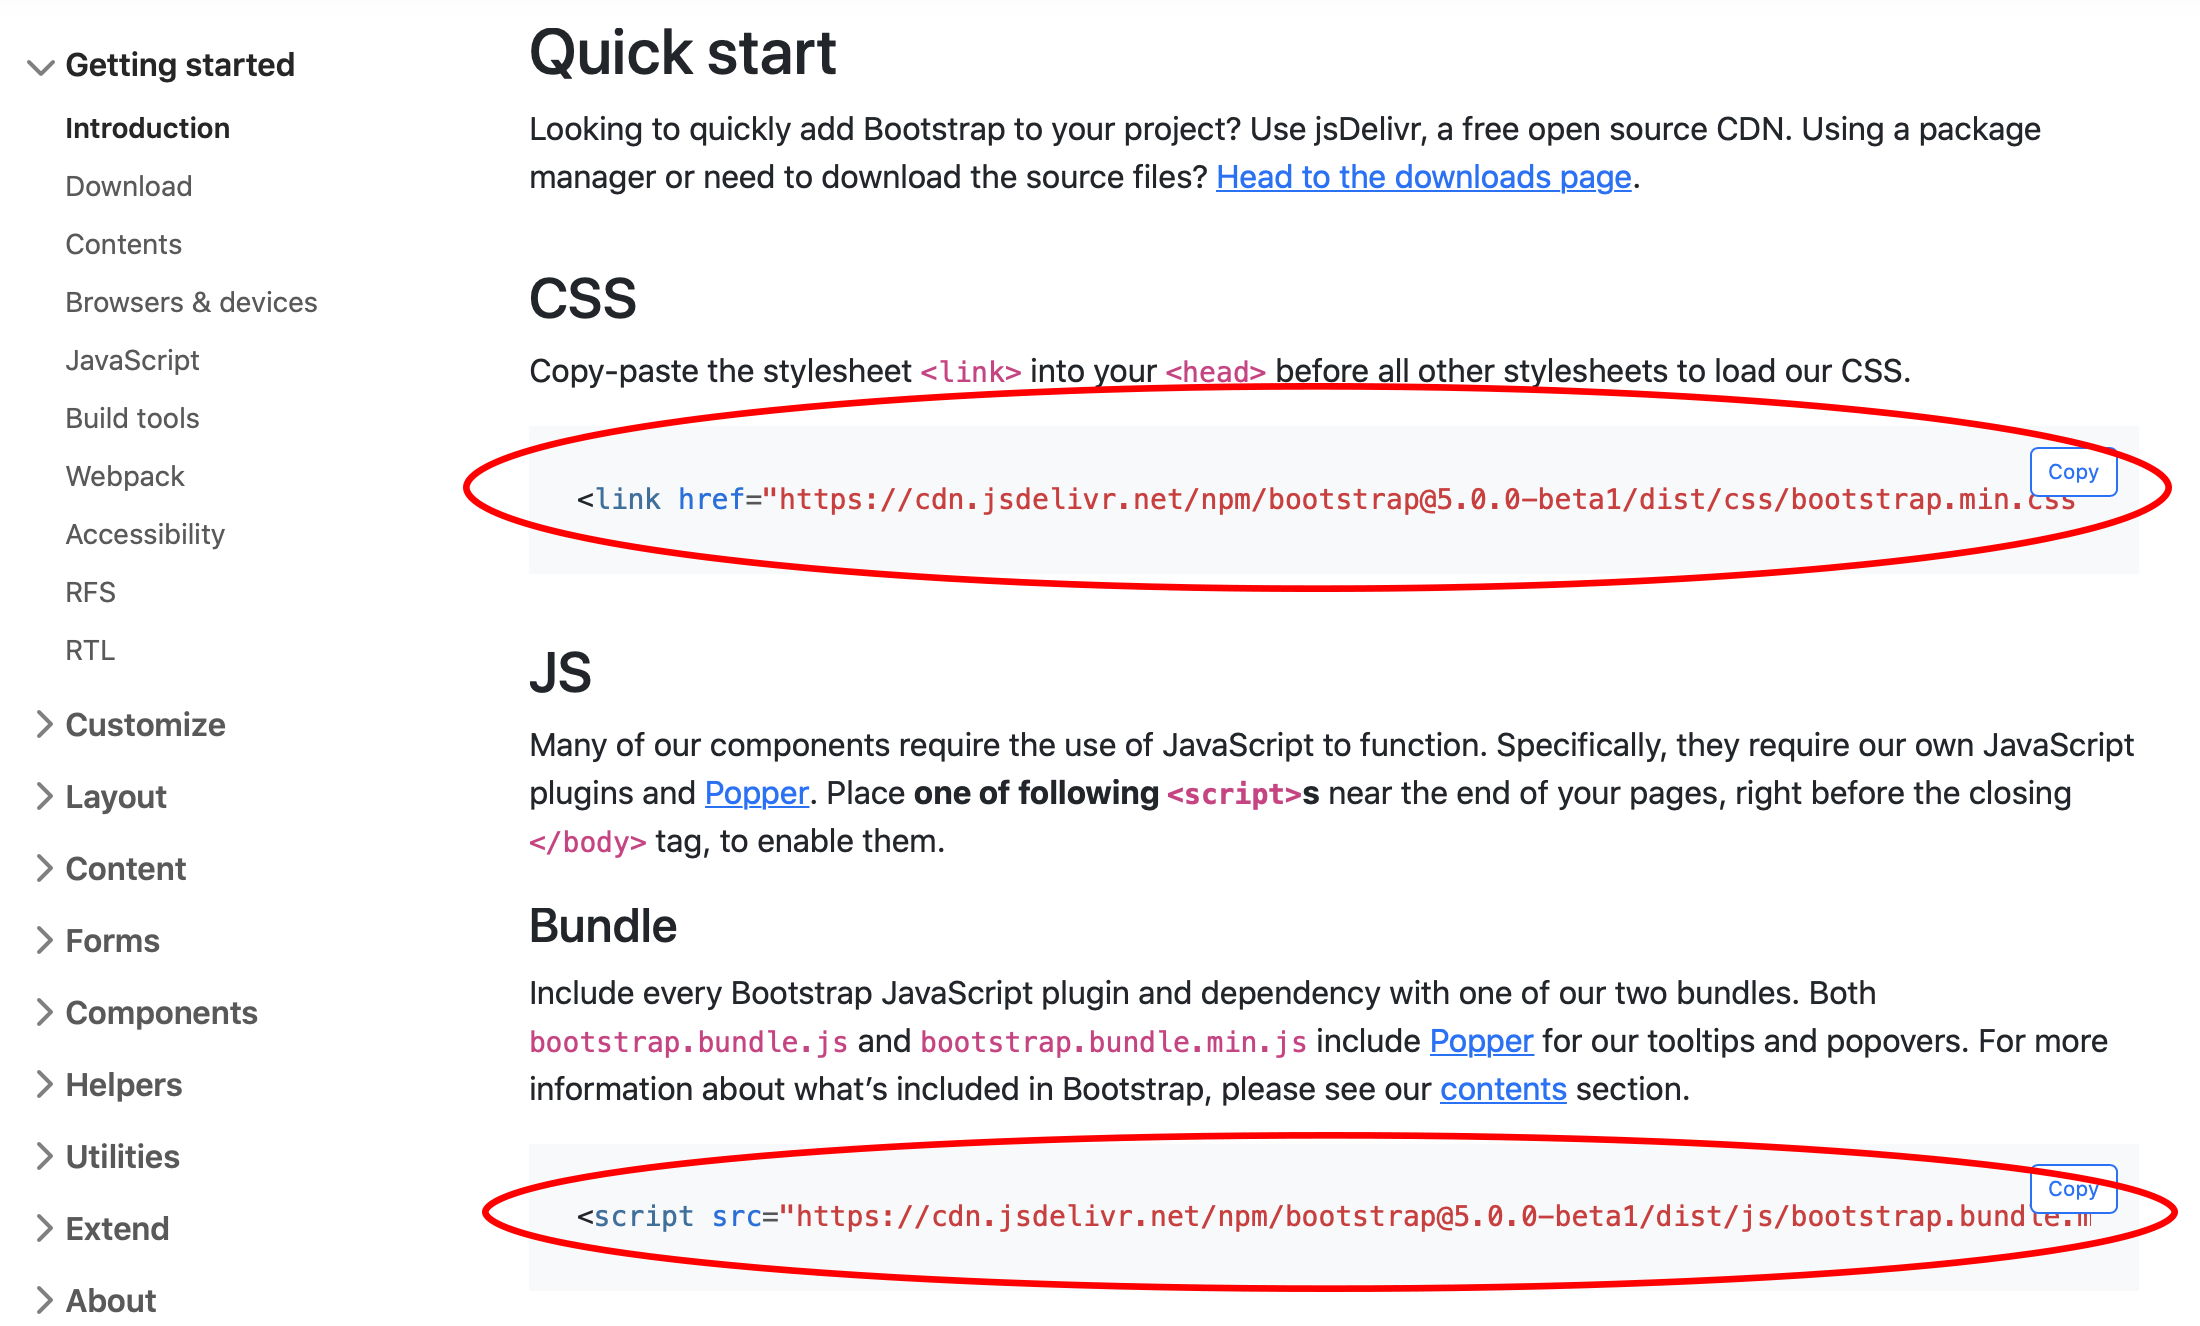 Getting started
Introduction
Download
Contents
Browsers & devices
JavaScript
Build tools
Webpack
Accessibility
RFS
RTL
Customize
Layout
Content
Forms
Components
Helpers
Utilities
Extend
About
Quick start
Looking to quickly add Bootstrap to your project? Use jsDelivr, a free open source CDN. Using a package
manager or need to download the source files? Head to the downloads page.
CSS
Copy-paste the stylesheet <link> into your <head> before all other stylesheets to load our CSS.
Copy
<link href="https://cdn.jsdelivr.net/npm/bootstrap@5.0.0-beta1/dist/css/bootstrap.min.css
JS
Many of our components require the use of JavaScript to function. Specifically, they require our own JavaScript
plugins and Popper. Place one of following <script>s near the end of your pages, right before the closing
</body> tag, to enable them.
Bundle
Include every Bootstrap JavaScript plugin and dependency with one of our two bundles. Both
bootstrap.bundle.js and bootstrap.bundle.min.js include Popper for our tooltips and popovers. For more
information about what's included in Bootstrap, please see our contents section.
Copy
<script src="https://cdn.jsdelivr.net/npm/bootstrap@5.0.0-beta1/dist/js/bootstrap.bundle.m